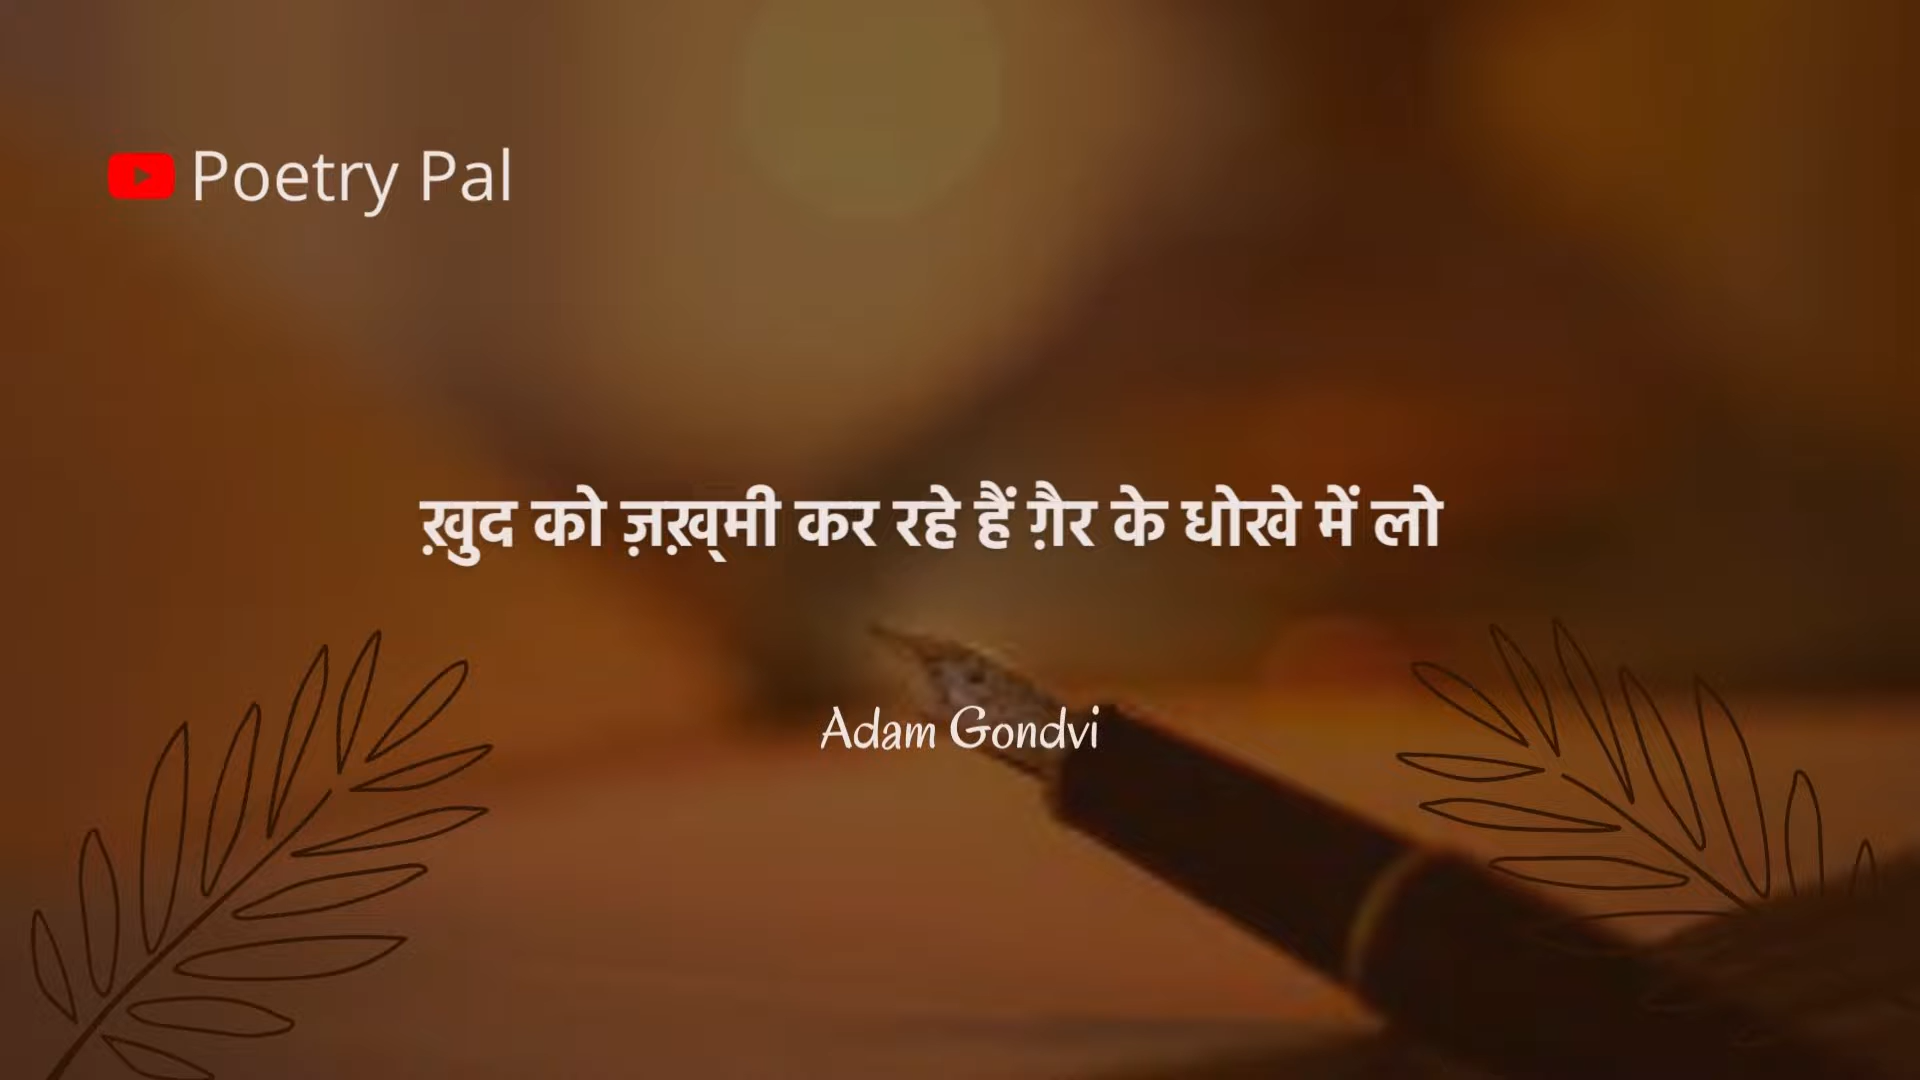 Poetry Pal
ख़ुद को ज़ख़्मी कर रहे हैं ग़ैर के धोखे में लो
Adam Gondvi